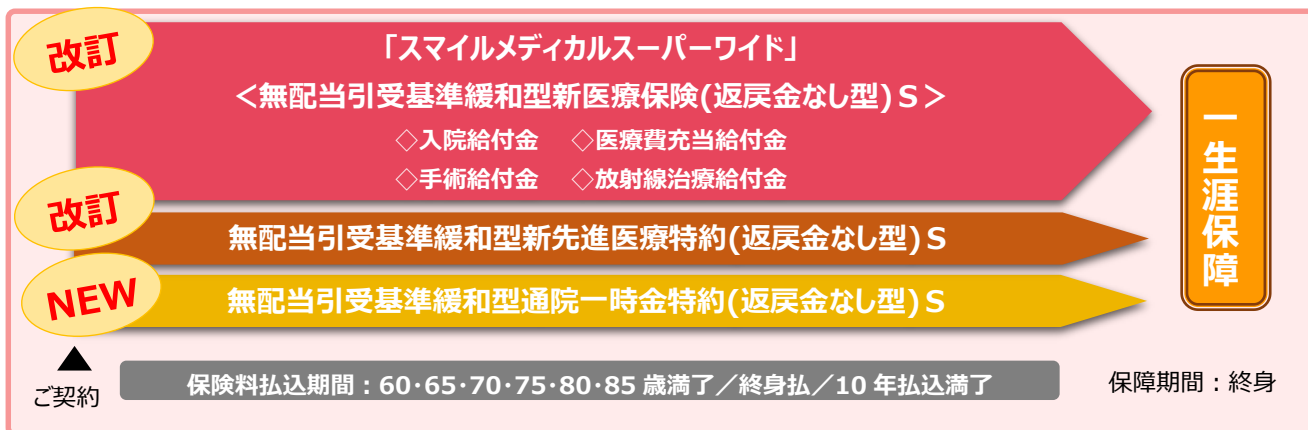 改訂
「スマイルメディカルスーパーワイド」
＜無配当引受基準緩和型新医療保険(返戻金なし型)Ｓ＞
◇入院給付金 ◇医療費充当給付金
◇手術給付金 ◇放射線治療給付金
改訂
無配当引受基準緩和型新先進医療特約(返戻金なし型)Ｓ
NEW
無配当引受基準緩和型通院一時金特約(返戻金なし型)Ｓ
一生涯保障
▲
ご契約
保険料払込期間：60･65･70･75･80･85 歳満了／終身払／10 年払込満了
保障期間：終身